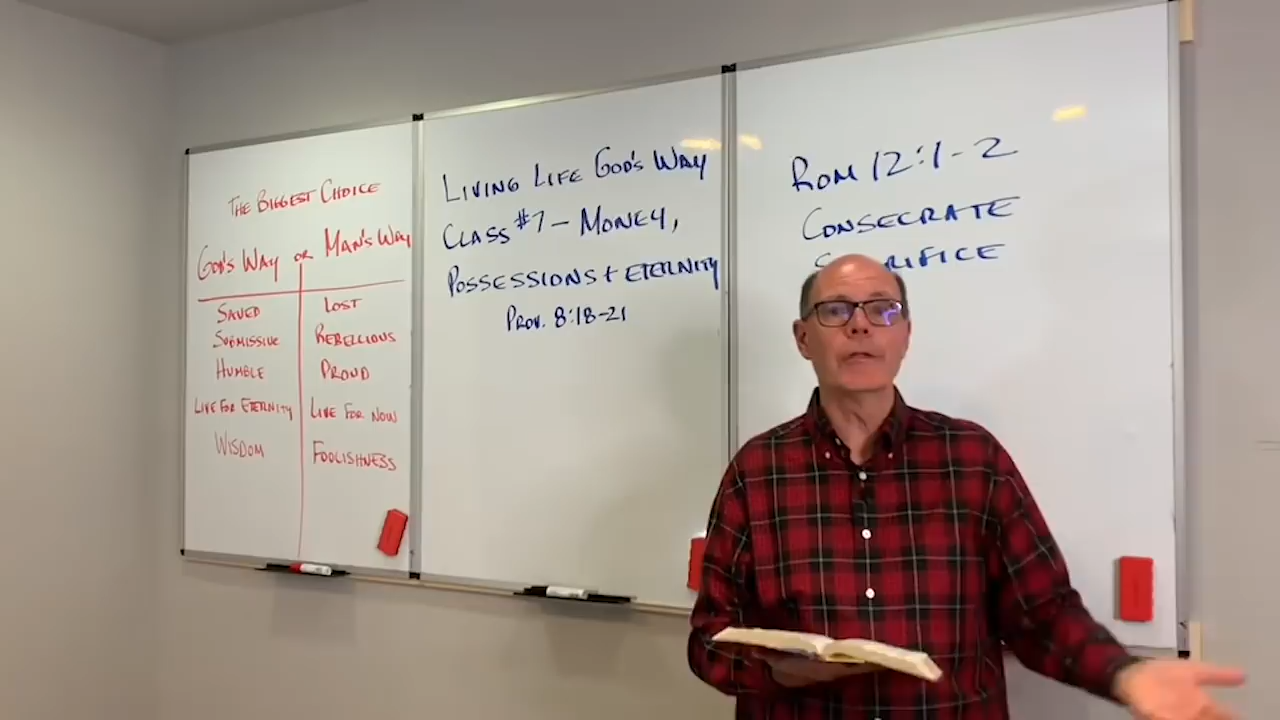 THE BIGGEST CHOICE
GOD'S WAY OR MAN'S WAY
SAVED LOST
SUBMISSIVE REBELLIOUS
HUMBLE PROUD
LIVE FOR ETERNITY LIVE FOR NOW
WISDOM FOOLISHNESS
LIVING LIFE GOD'S WAY
CLASS #7 - MONEY,
POSSESSIONS + ETERNITY
PROV. 8:18-21
ROM 12:1-2
CONSECRATE